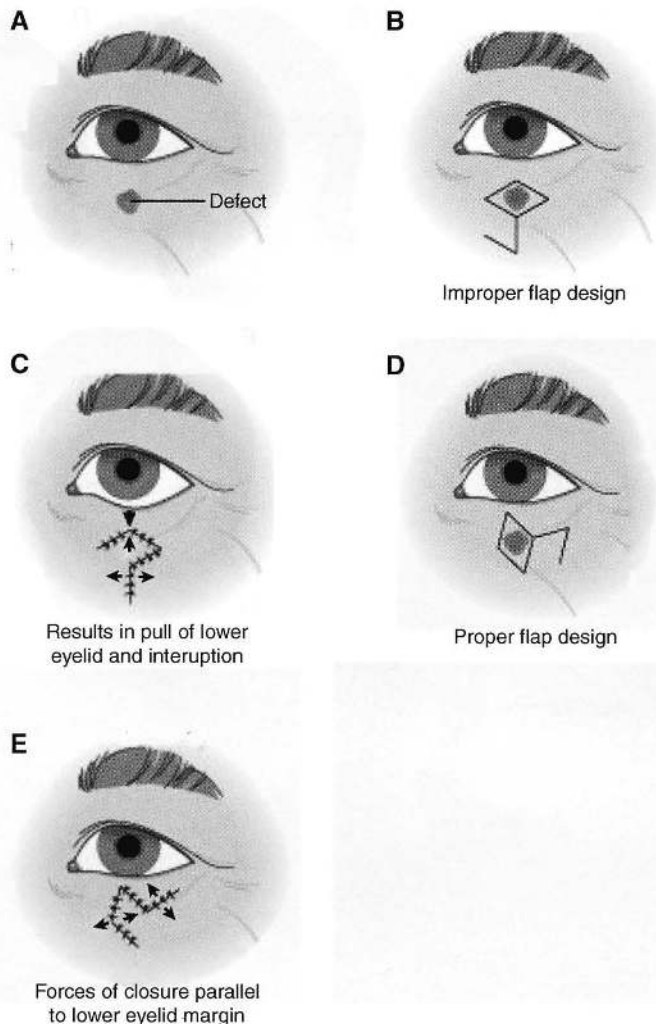 A
B
Defect
Improper flap design
C
D
Results in pull of lower
eyelid and interuption
Proper flap design
E
Forces of closure parallel
to lower eyelid margin